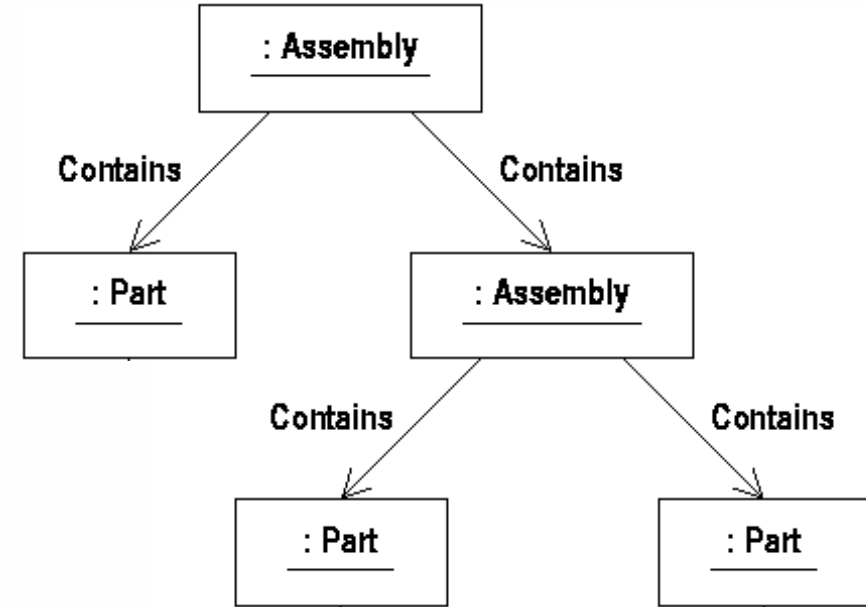 : Assembly
Contains
Contains
: Part
: Assembly
Contains
Contains
: Part
: Part